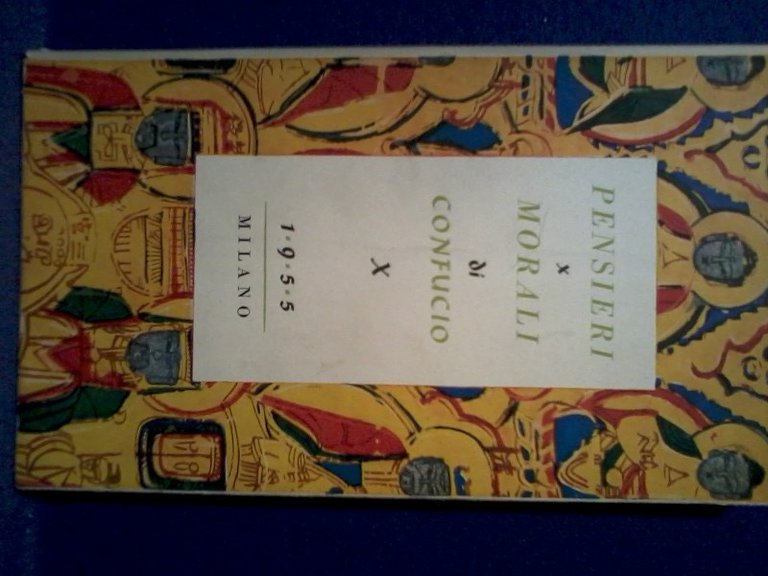 PENSIERI
x
MORALI
di
CONFUCIO
X
1·9·5·5
MILANO